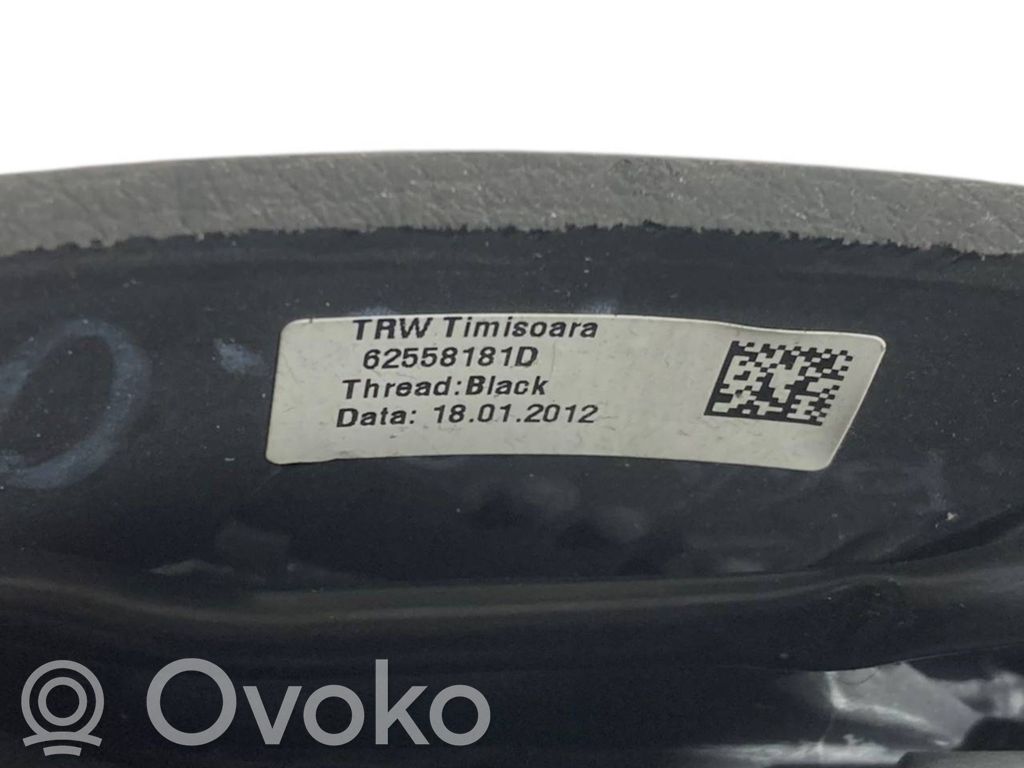 TRW Timisoara
62558181D
Thread:Black
Data: 18.01.2012
Ovoko